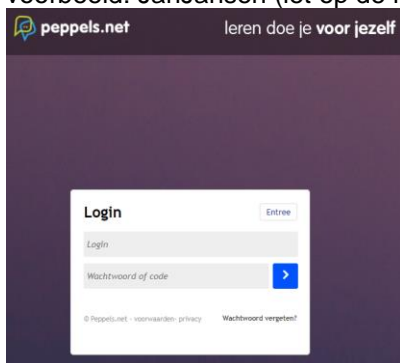 voorbeeld: JanJansen (let op de
peppels.net leren doe je voor jezelf
Login Entree
Login
Wachtwoord of code
© Peppels.net - voorwaarden- privacy Wachtwoord vergeten?